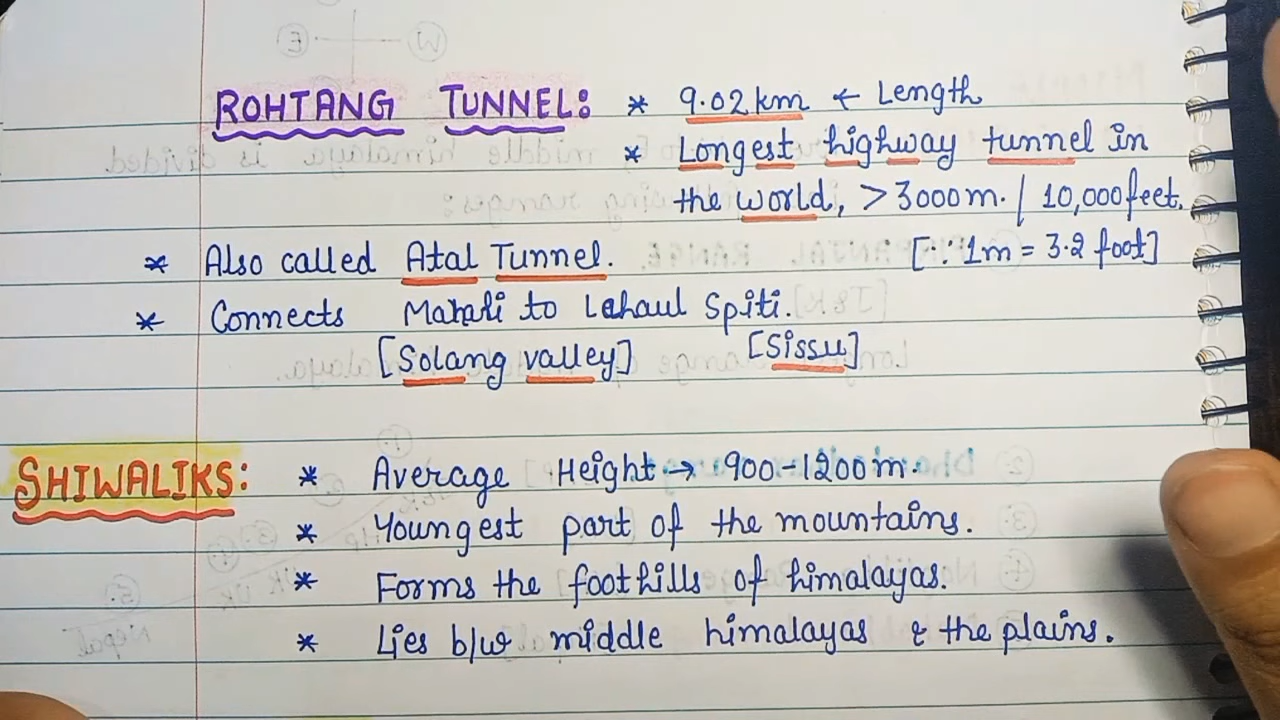 ROHTANG TUNNEL: * 9.02 km ← Length
* Longest highway tunnel in
the world, > 3000m. / 10,000 feet.
* Also called Atal Tunnel. [∵ 1m = 3.2 foot]
* Connects Manali to Lahaul Spiti.
[Solang valley] [Sissu]
SHIWALIKS: * Average Height → 900-1200m.
* Youngest part of the mountains.
* Forms the foothills of himalayas.
* Lies b/w middle himalayas & the plains.